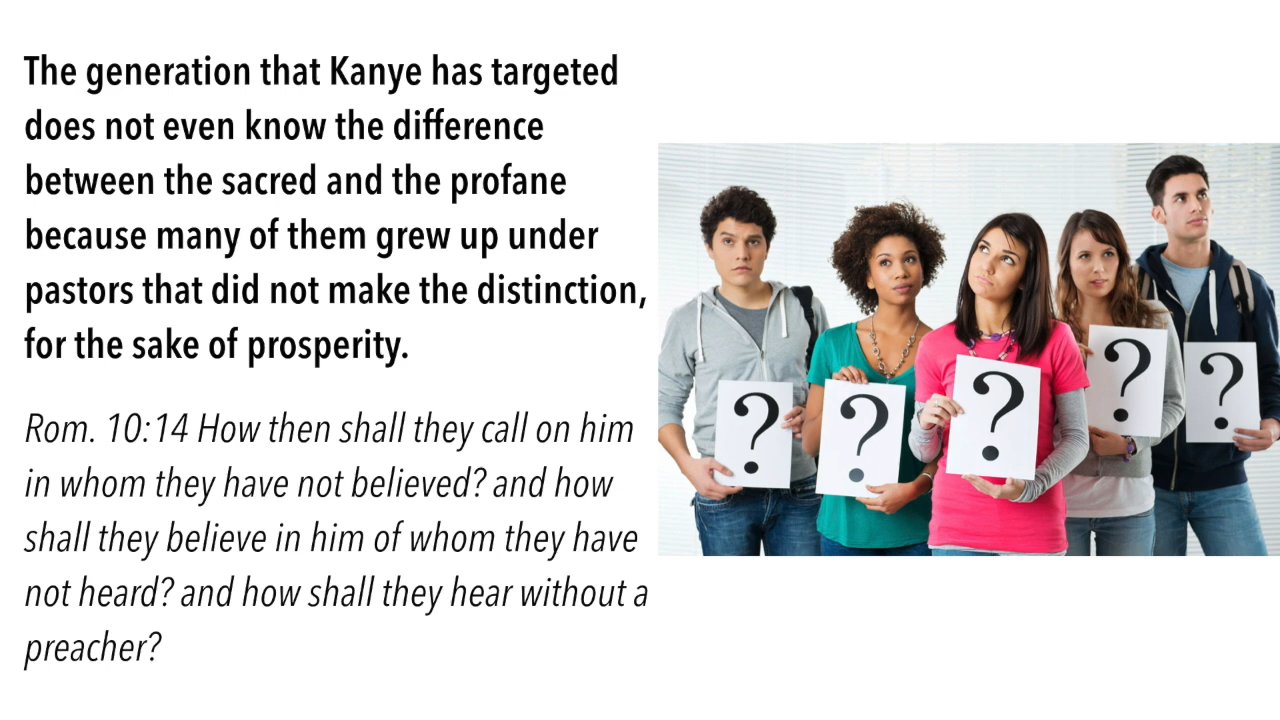 The generation that Kanye has targeted
does not even know the difference
between the sacred and the profane
because many of them grew up under
pastors that did not make the distinction,
for the sake of prosperity.
Rom. 10:14 How then shall they call on him
in whom they have not believed? and how
shall they believe in him of whom they have
not heard? and how shall they hear without a
preacher?
?
?
?
?
?